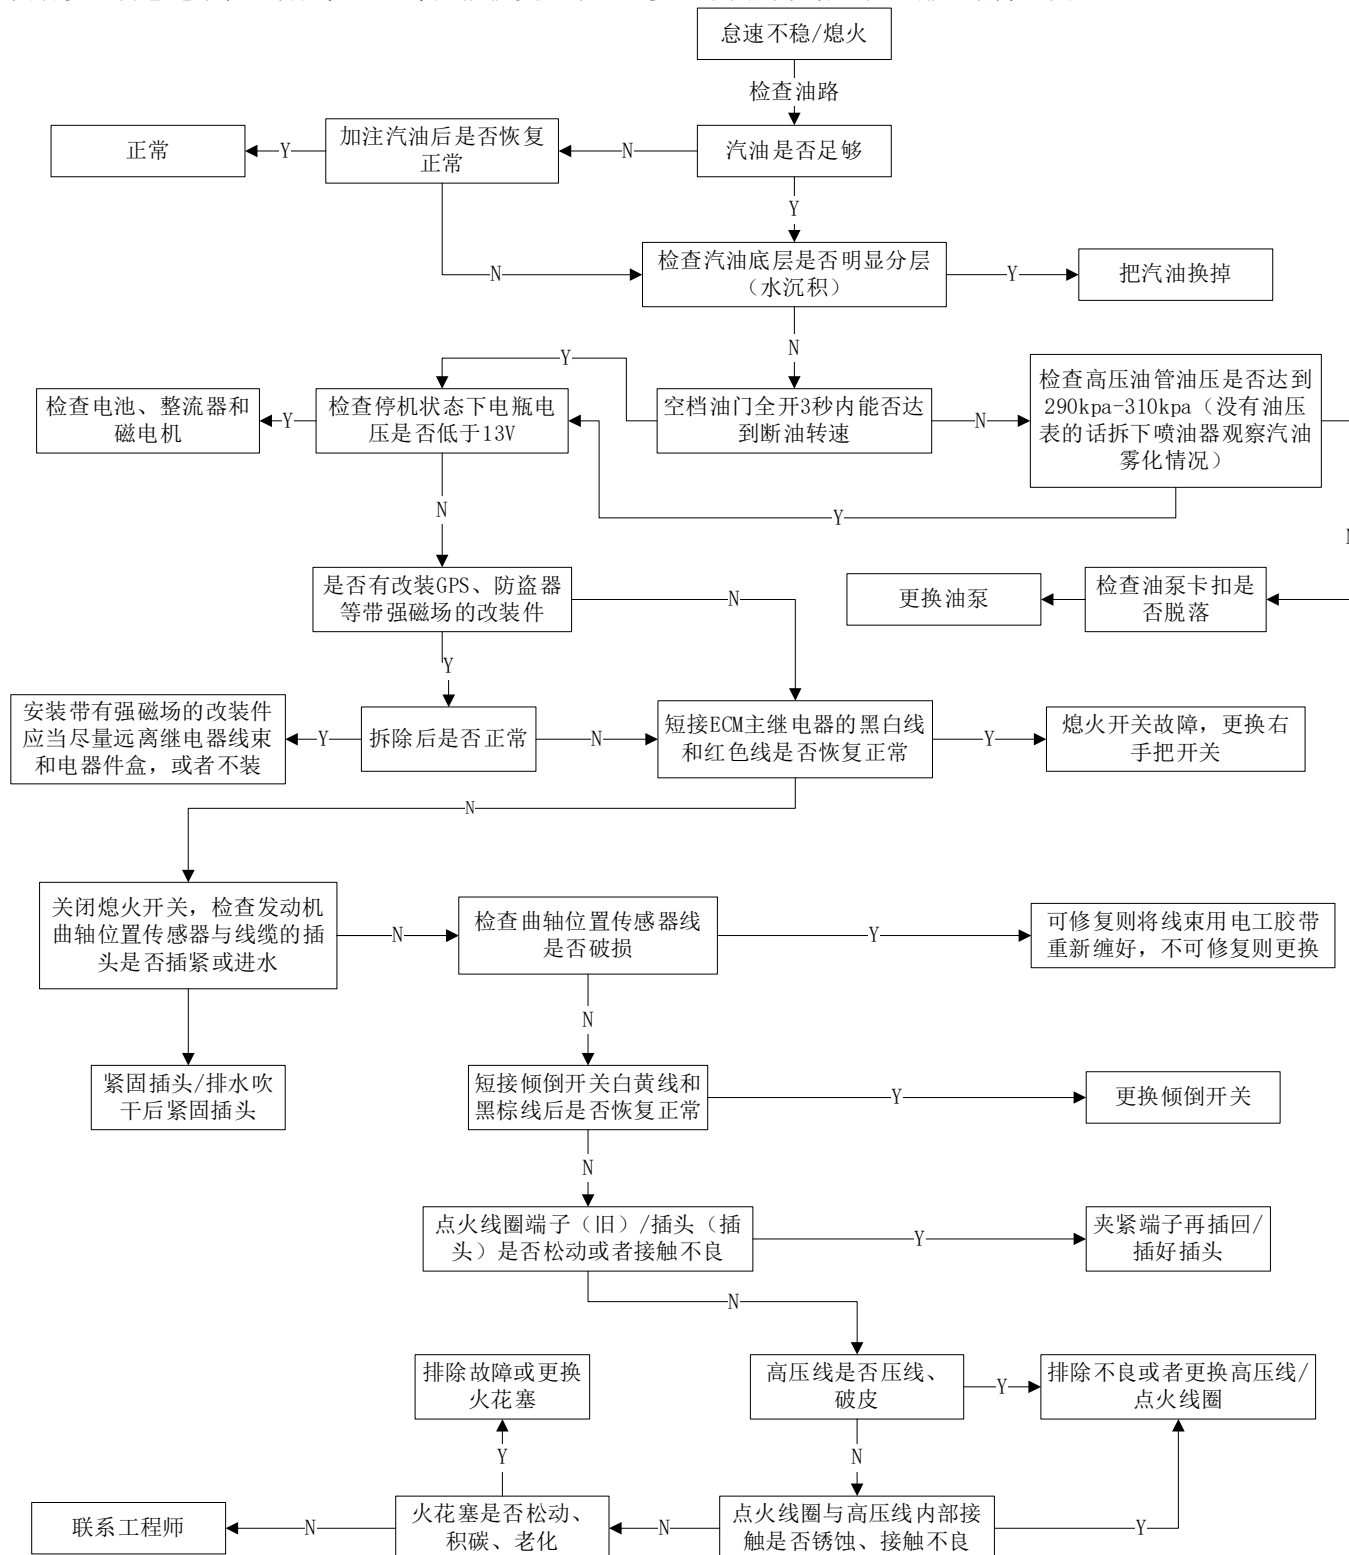 怠速不稳/熄火
检查油路
正常
Y
加注汽油后是否恢复
正常
N
汽油是否足够
Y
N
检查汽油底层是否明显分层
（水沉积）
Y
把汽油换掉
N
Y
检查电池、整流器和
磁电机
Y
检查停机状态下电瓶电
压是否低于13V
空档油门全开3秒内能否达
到断油转速
N
检查高压油管油压是否达到
290kpa-310kpa（没有油压
表的话拆下喷油器观察汽油
雾化情况）
N
Y
N
是否有改装GPS、防盗器
等带强磁场的改装件
N
更换油泵
检查油泵卡扣是
否脱落
Y
安装带有强磁场的改装件
应当尽量远离继电器线束
和电器件盒，或者不装
Y
拆除后是否正常
N
短接ECM主继电器的黑白线
和红色线是否恢复正常
Y
熄火开关故障，更换右
手把开关
N
关闭熄火开关，检查发动机
曲轴位置传感器与线缆的插
头是否插紧或进水
N
检查曲轴位置传感器线
是否破损
Y
可修复则将线束用电工胶带
重新缠好，不可修复则更换
N
紧固插头/排水吹
干后紧固插头
短接倾倒开关白黄线和
黑棕线后是否恢复正常
Y
更换倾倒开关
N
点火线圈端子（旧）/插头（插
头）是否松动或者接触不良
Y
夹紧端子再插回/
插好插头
N
排除故障或更换
火花塞
高压线是否压线、
破皮
Y
排除不良或者更换高压线/
点火线圈
Y
N
联系工程师
N
火花塞是否松动、
积碳、老化
N
点火线圈与高压线内部接
触是否锈蚀、接触不良
Y